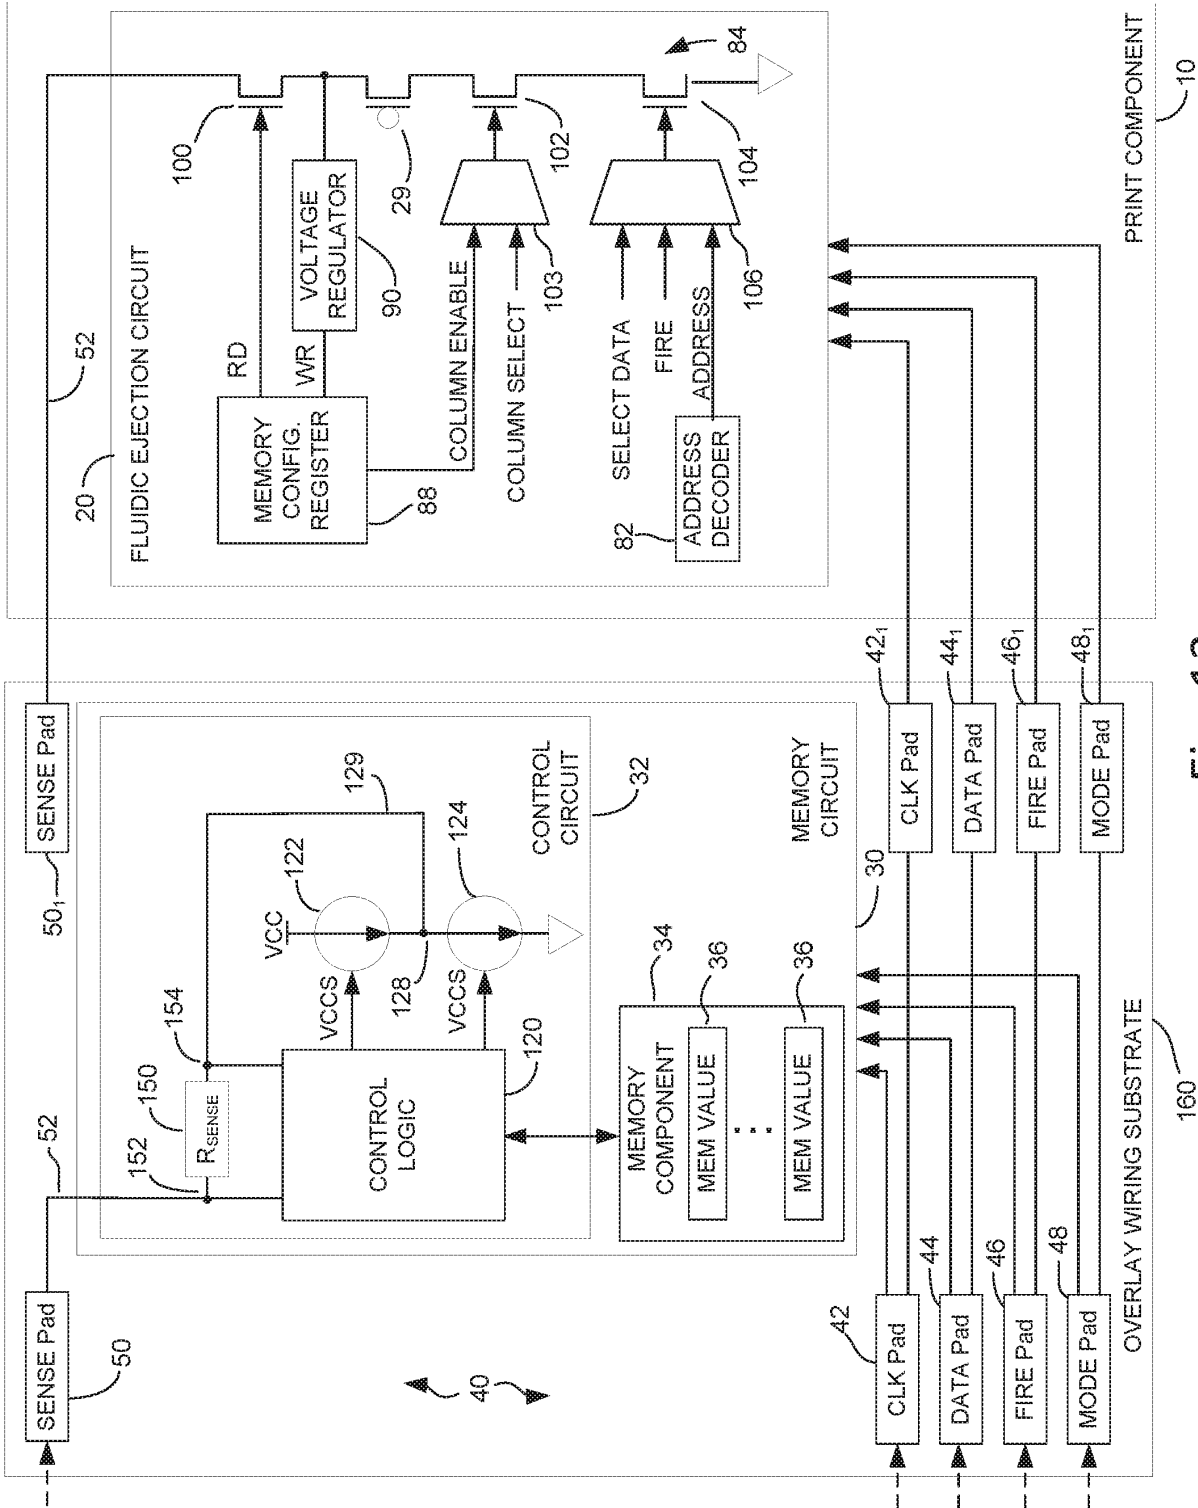 SENSE Pad
50
52
SENSE Pad
50₁
52
20
FLUIDIC EJECTION CIRCUIT
152
RSENSE
150
154
100
RD
MEMORY
CONFIG.
REGISTER
88
WR
VOLTAGE
REGULATOR
90
29
VCC
122
129
VCCS
128
VCCS
124
CONTROL
LOGIC
120
CONTROL
CIRCUIT
32
COLUMN ENABLE
COLUMN SELECT
103
102
40
MEMORY
COMPONENT
34
MEM VALUE
36
. . .
MEM VALUE
36
MEMORY
CIRCUIT
30
SELECT DATA
FIRE
ADDRESS
82
ADDRESS
DECODER
106
104
84
42
CLK Pad
CLK Pad
42₁
44
DATA Pad
DATA Pad
44₁
46
FIRE Pad
FIRE Pad
46₁
48
MODE Pad
MODE Pad
48₁
OVERLAY WIRING SUBSTRATE
160
PRINT COMPONENT
10